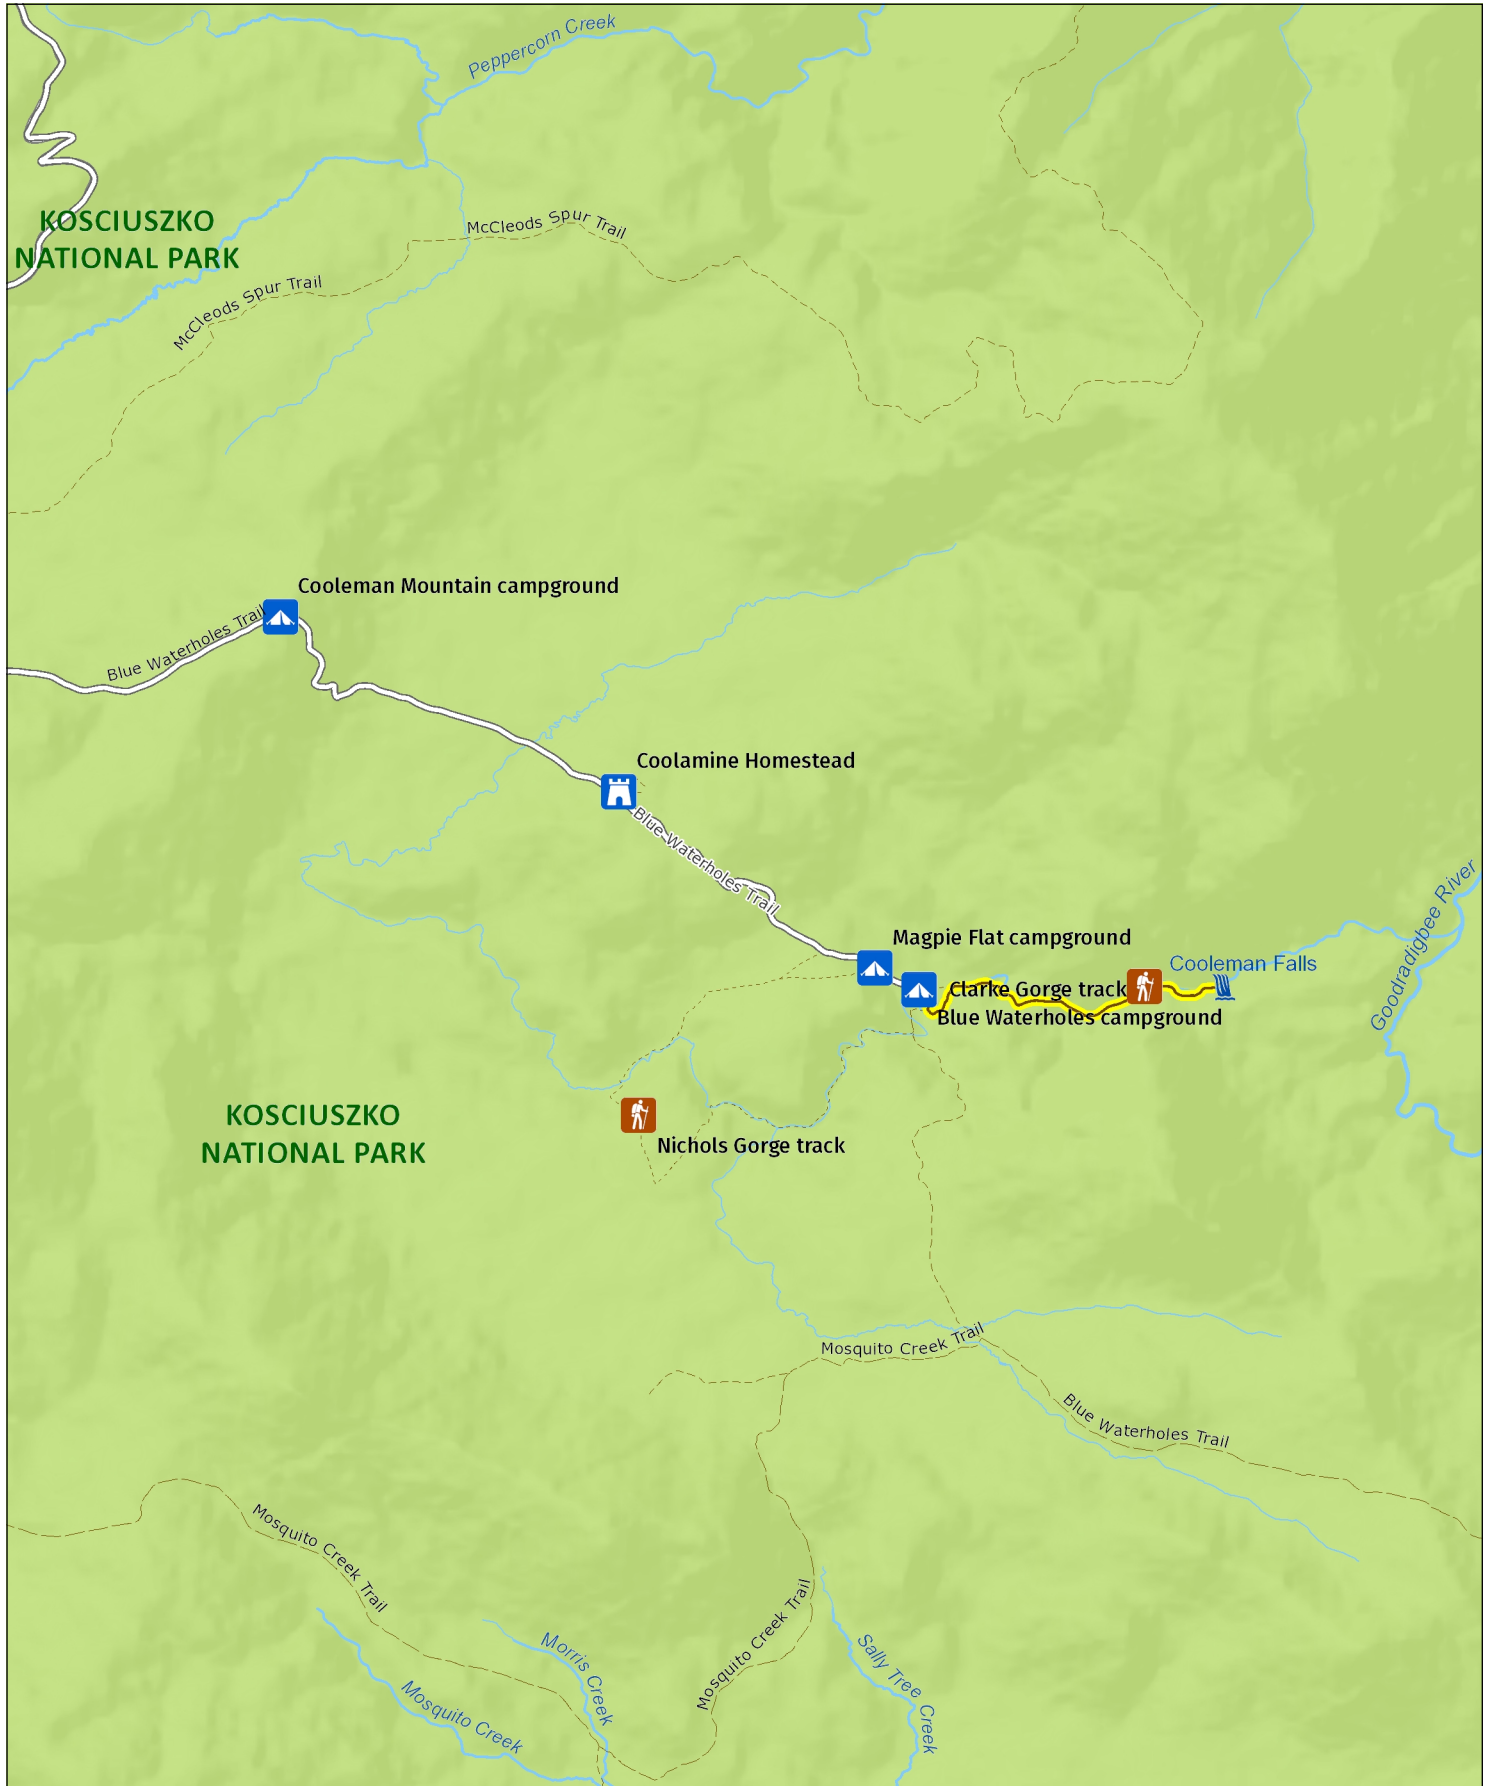 Peppercorn Creek
KOSCIUSZKO
NATIONAL PARK
McCleods Spur Trail
McCleods Spur Trail
Cooleman Mountain campground
Blue Waterholes Trail
Coolamine Homestead
Blue Waterholes Trail
Goodradigbee River
Magpie Flat campground
Cooleman Falls
Clarke Gorge track
Blue Waterholes campground
KOSCIUSZKO
NATIONAL PARK
Nichols Gorge track
Mosquito Creek Trail
Blue Waterholes Trail
Mosquito Creek Trail
Mosquito Creek Trail
Morris Creek
Sally Tree Creek
Mosquito Creek